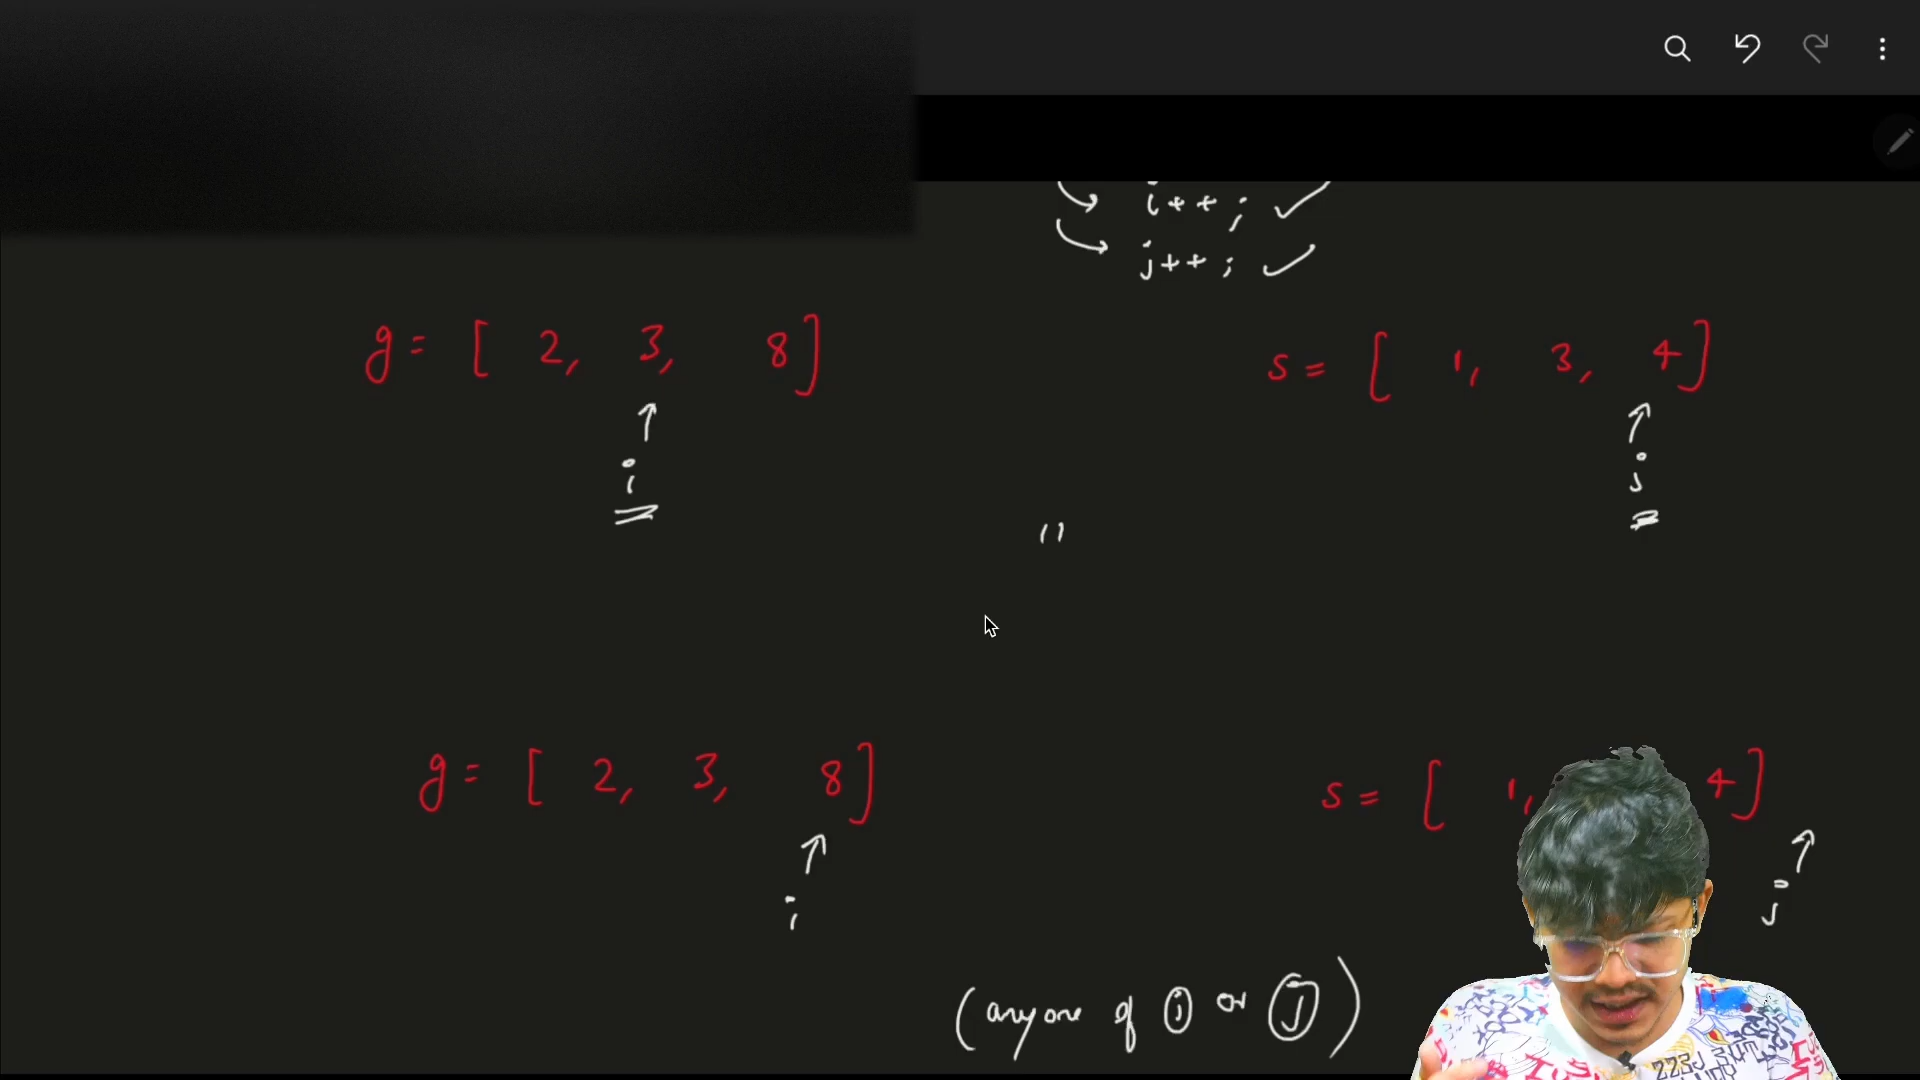 i++;
j++;
g = [ 2, 3, 8]
s = [ 1, 3, 4]
i
j
"
g = [ 2, 3, 8]
s = [ 1, 4]
i
j
(anyone of i or j)